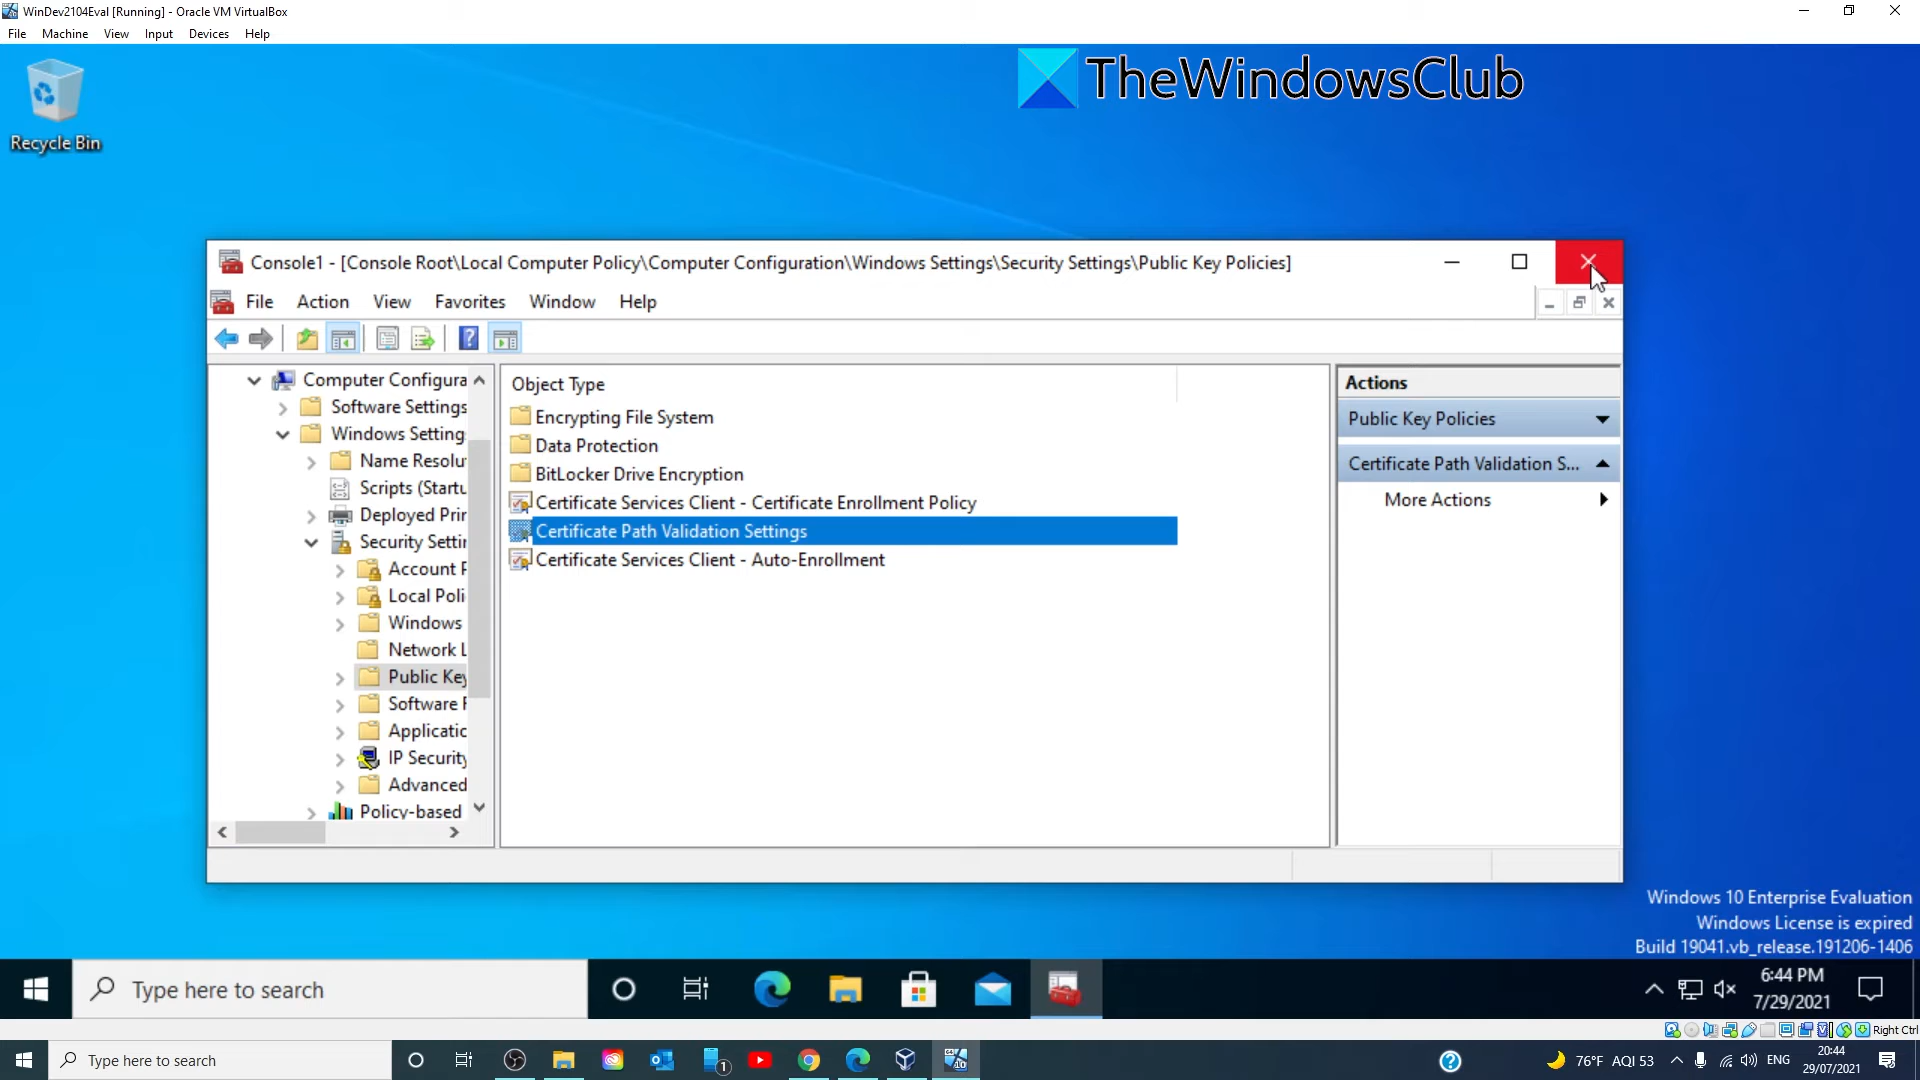 WinDev2104Eval [Running] - Oracle VM VirtualBox
File Machine View Input Devices Help
TheWindowsClub
Recycle Bin
Console1 - [Console Root\Local Computer Policy\Computer Configuration\Windows Settings\Security Settings\Public Key Policies]
File Action View Favorites Window Help
Computer Configura
Software Settings
Windows Setting
Name Resolu
Scripts (Startu
Deployed Prin
Security Settin
Account P
Local Poli
Windows
Network L
Public Key
Software R
Applicatic
IP Security
Advanced
Policy-based
Object Type
Encrypting File System
Data Protection
BitLocker Drive Encryption
Certificate Services Client - Certificate Enrollment Policy
Certificate Path Validation Settings
Certificate Services Client - Auto-Enrollment
Actions
Public Key Policies
Certificate Path Validation S...
More Actions
Windows 10 Enterprise Evaluation
Windows License is expired
Build 19041.vb_release.191206-1406
Type here to search
6:44 PM
7/29/2021
Right Ctrl
Type here to search
1
76°F AQI 53
ENG
20:44
29/07/2021